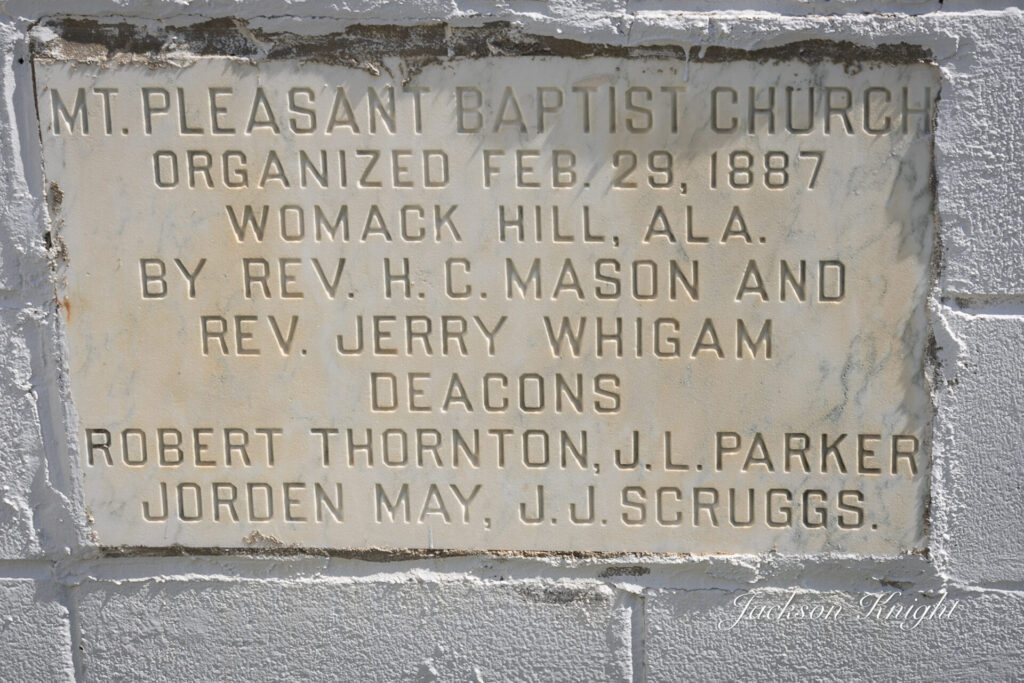 MT. PLEASANT BAPTIST CHURCH
ORGANIZED FEB. 29, 1887
WOMACK HILL, ALA.
BY REV. H. C. MASON AND
REV. JERRY WHIGAM
DEACONS
ROBERT THORNTON, J. L. PARKER
JORDEN MAY, J. J. SCRUGGS.
Jackson Knight